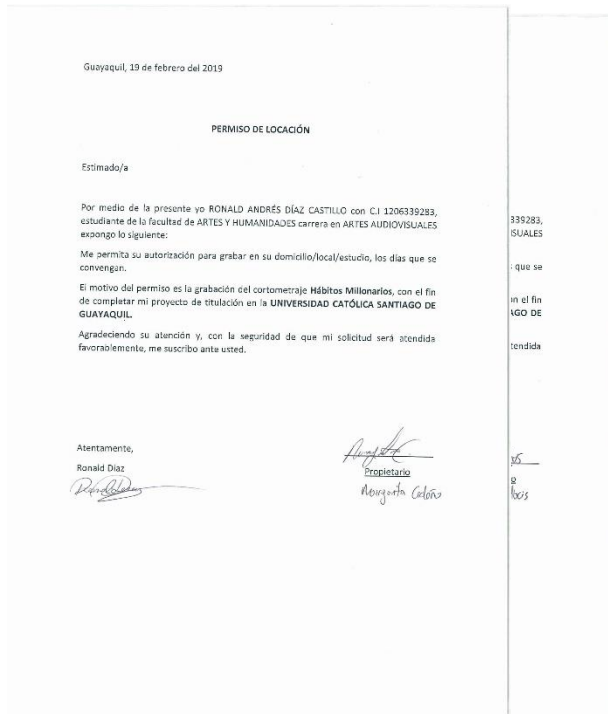 Guayaquil, 19 de febrero del 2019
PERMISO DE LOCACIÓN
Estimado/a
Por medio de la presente yo RONALD ANDRÉS DÍAZ CASTILLO con C.I 1206339283,
estudiante de la facultad de ARTES Y HUMANIDADES carrera en ARTES AUDIOVISUALES
expongo lo siguiente:
Me permita su autorización para grabar en su domicilio/local/estudio, los días que se
convengan.
El motivo del permiso es la grabación del cortometraje Hábitos Millonarios, con el fin
de completar mi proyecto de titulación en la UNIVERSIDAD CATÓLICA SANTIAGO DE
GUAYAQUIL.
Agradeciendo su atención y, con la seguridad de que mi solicitud será atendida
favorablemente, me suscribo ante usted.
Atentamente,
Ronald Diaz
Propietario
Margarita
339283,
ISUALES
que se
on el fin
AGO DE
tendida